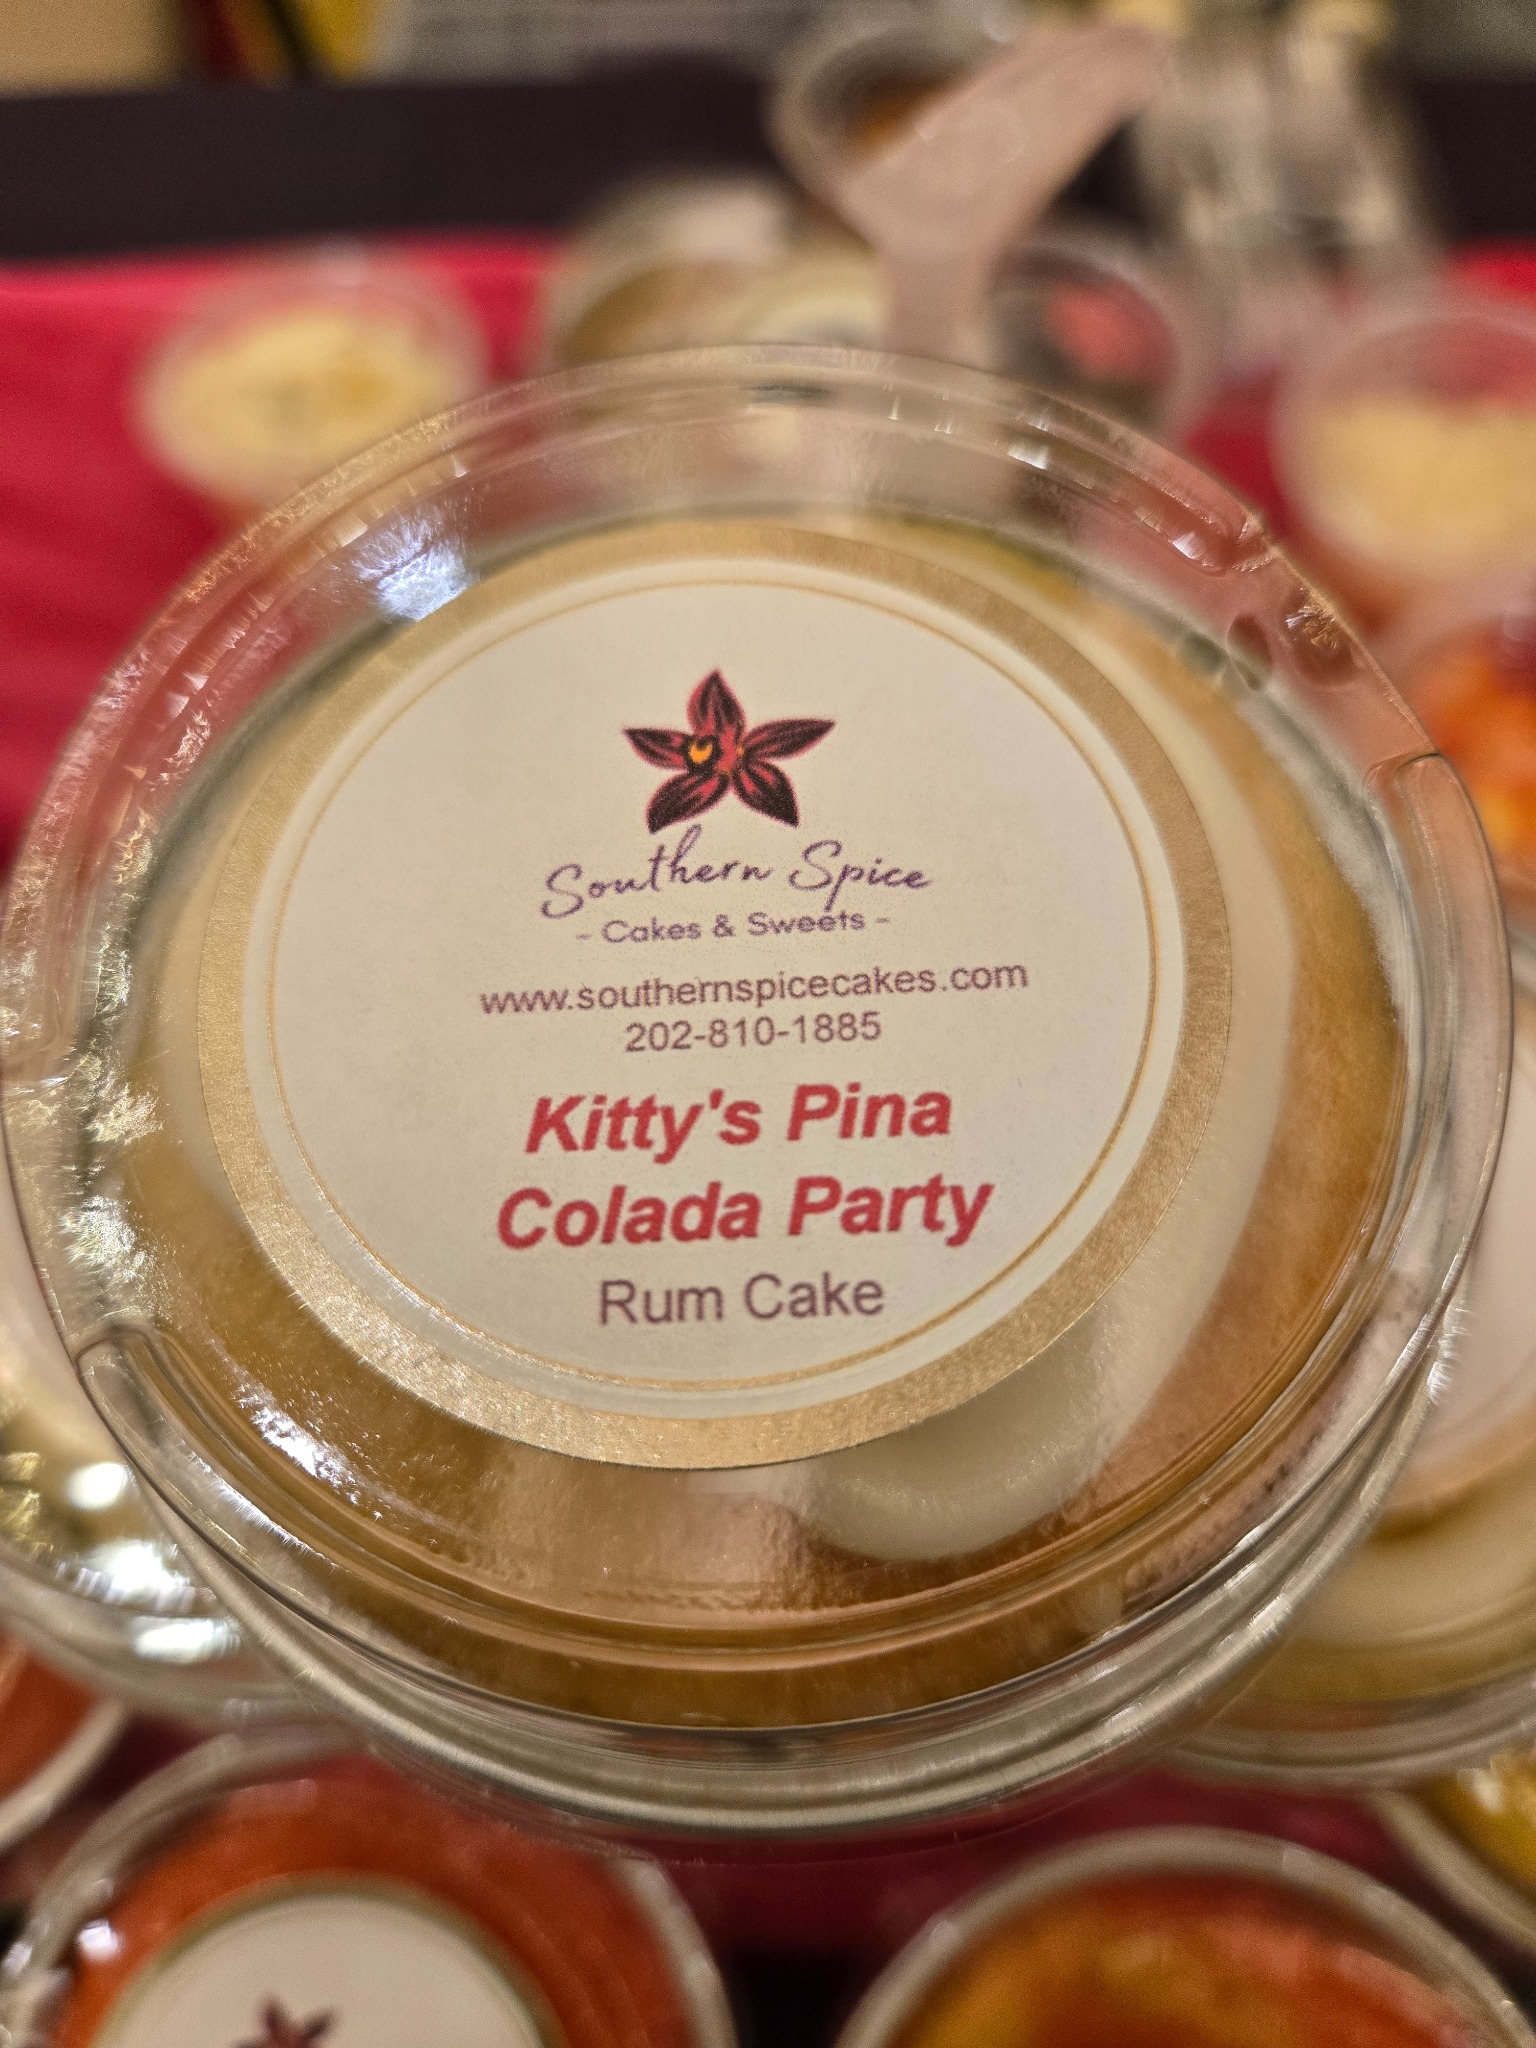 Southern Spice
- Cakes & Sweets -
www.southernspicecakes.com
202-810-1885
Kitty's Pina
Colada Party
Rum Cake